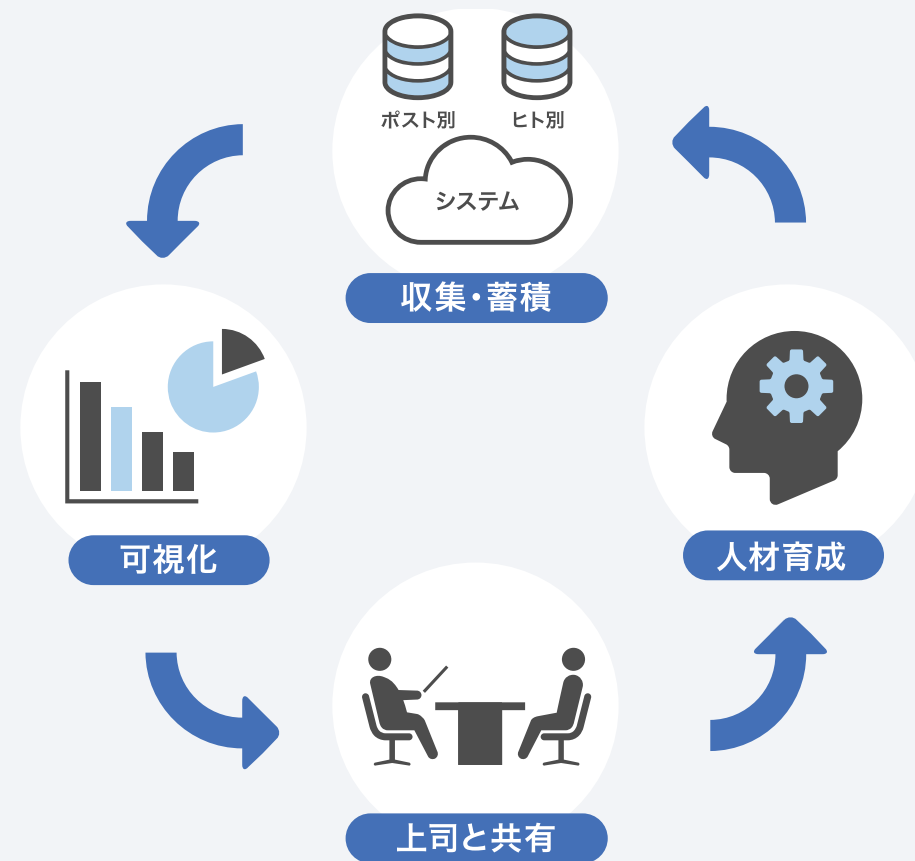 ポスト別
ヒト別
システム
収集・蓄積
可視化
人材育成
上司と共有